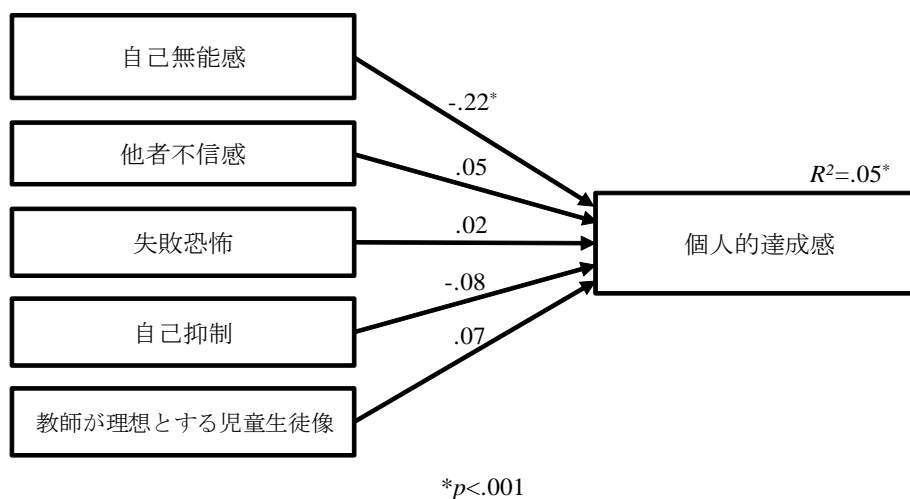 自己無能感
-.22*
他者不信感
.05
R²=.05*
失敗恐怖
.02
個人的達成感
-.08
自己抑制
.07
教師が理想とする児童生徒像
*p<.001